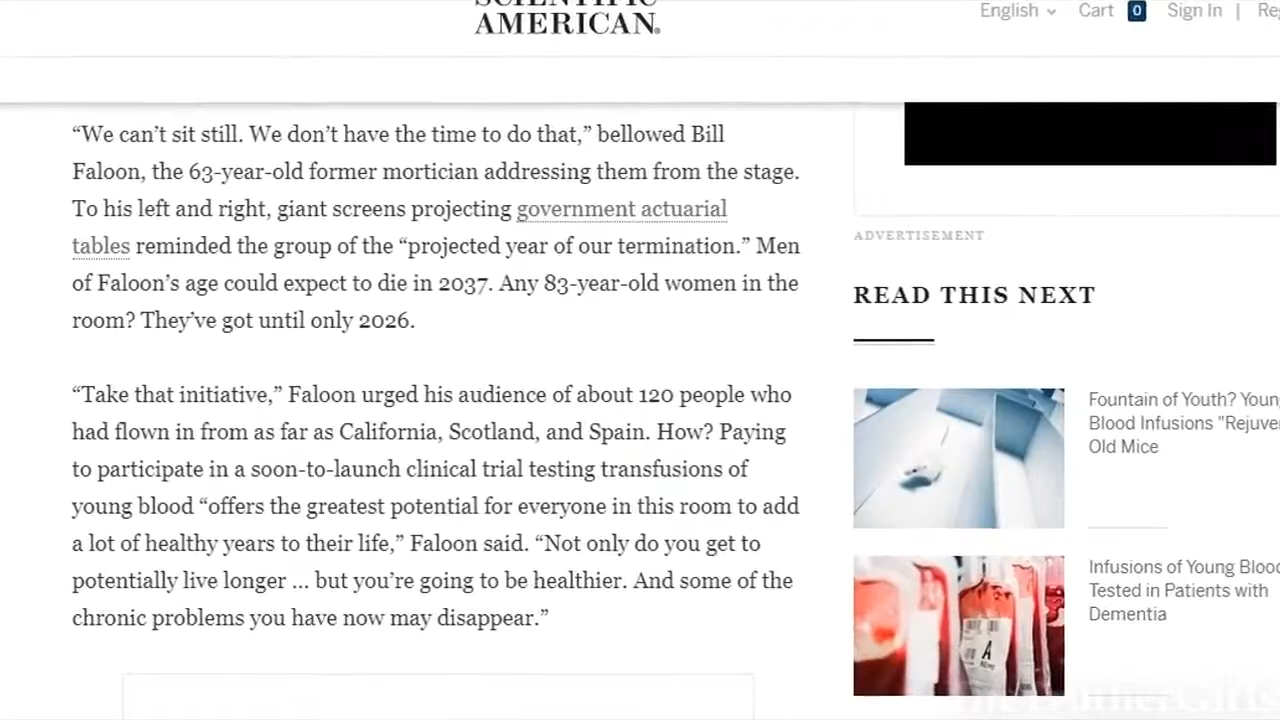 SCIENTIFIC
AMERICAN®
English
Cart 0
Sign In |
“We can’t sit still. We don’t have the time to do that,” bellowed Bill
Faloon, the 63-year-old former mortician addressing them from the stage.
To his left and right, giant screens projecting government actuarial
tables reminded the group of the “projected year of our termination.” Men
of Faloon’s age could expect to die in 2037. Any 83-year-old women in the
room? They’ve got until only 2026.
“Take that initiative,” Faloon urged his audience of about 120 people who
had flown in from as far as California, Scotland, and Spain. How? Paying
to participate in a soon-to-launch clinical trial testing transfusions of
young blood “offers the greatest potential for everyone in this room to add
a lot of healthy years to their life,” Faloon said. “Not only do you get to
potentially live longer ... but you’re going to be healthier. And some of the
chronic problems you have now may disappear.”
ADVERTISEMENT
READ THIS NEXT
Fountain of Youth? Young
Blood Infusions "Rejuve
Old Mice
Infusions of Young Blood
Tested in Patients with
Dementia
A